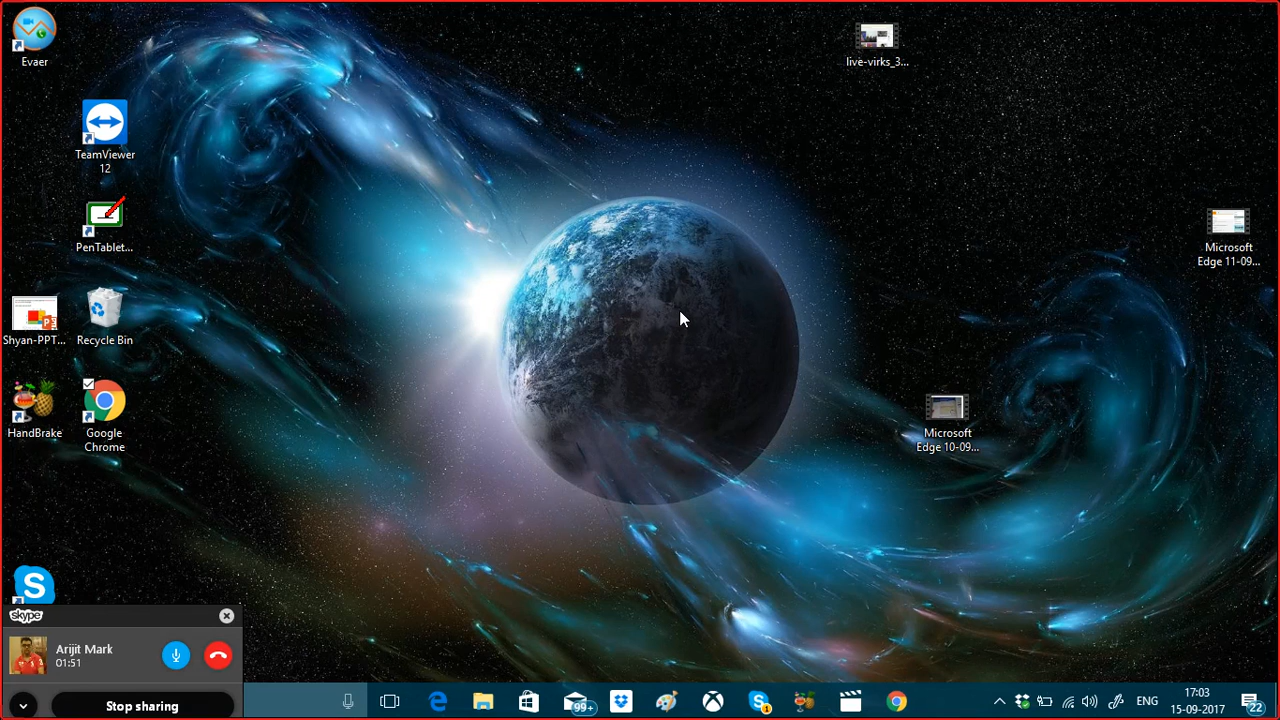 Evaer
live-virks_3...
TeamViewer
12
PenTablet...
Microsoft
Edge 11-09...
Shyan-PPT...
Recycle Bin
HandBrake
Google
Chrome
Microsoft
Edge 10-09...
S
skype
Arijit Mark
01:51
Stop sharing
99+
1
ENG
17:03
15-09-2017
22